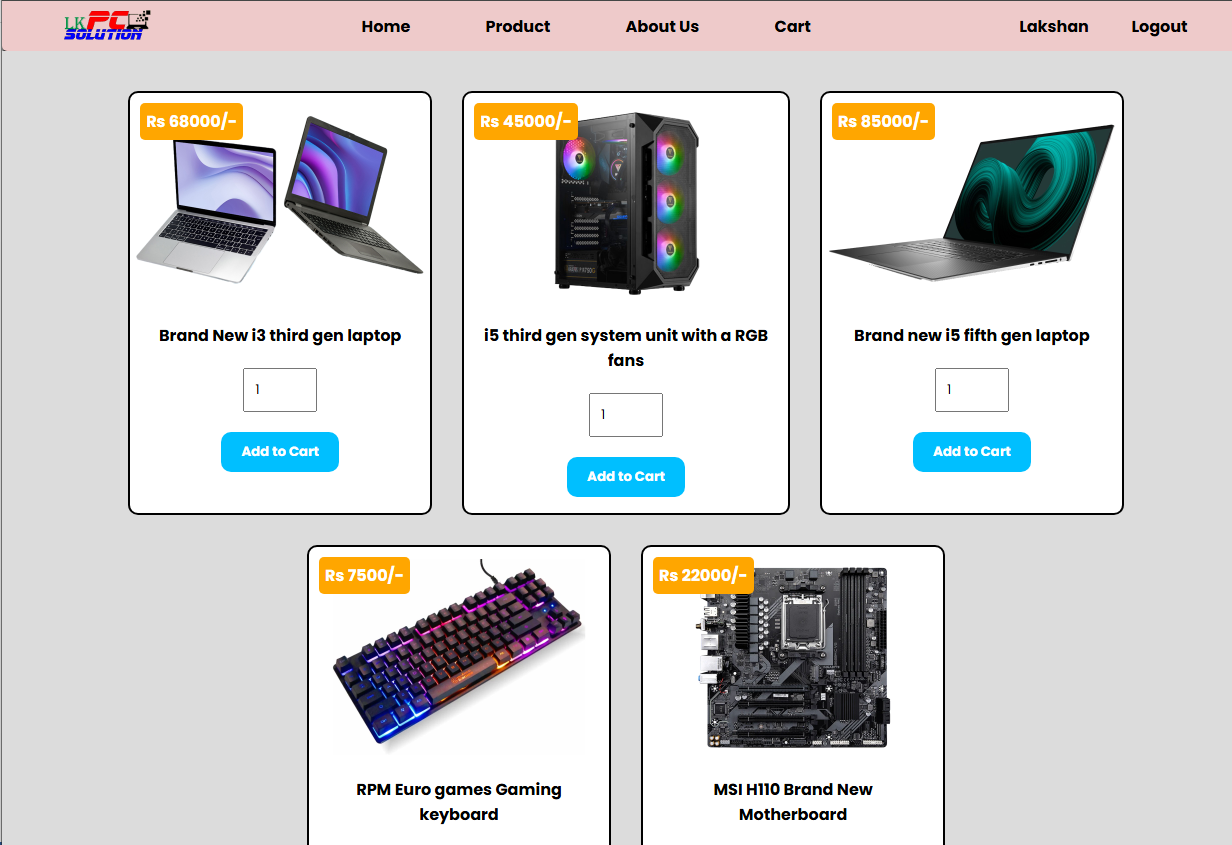 LK PC
SOLUTION
Home
Product
About Us
Cart
Lakshan
Logout
Rs 68000/-
Brand New i3 third gen laptop
1
Add to Cart
Rs 45000/-
i5 third gen system unit with a RGB
fans
1
Add to Cart
Rs 85000/-
Brand new i5 fifth gen laptop
1
Add to Cart
Rs 7500/-
RPM Euro games Gaming
keyboard
Rs 22000/-
MSI H110 Brand New
Motherboard